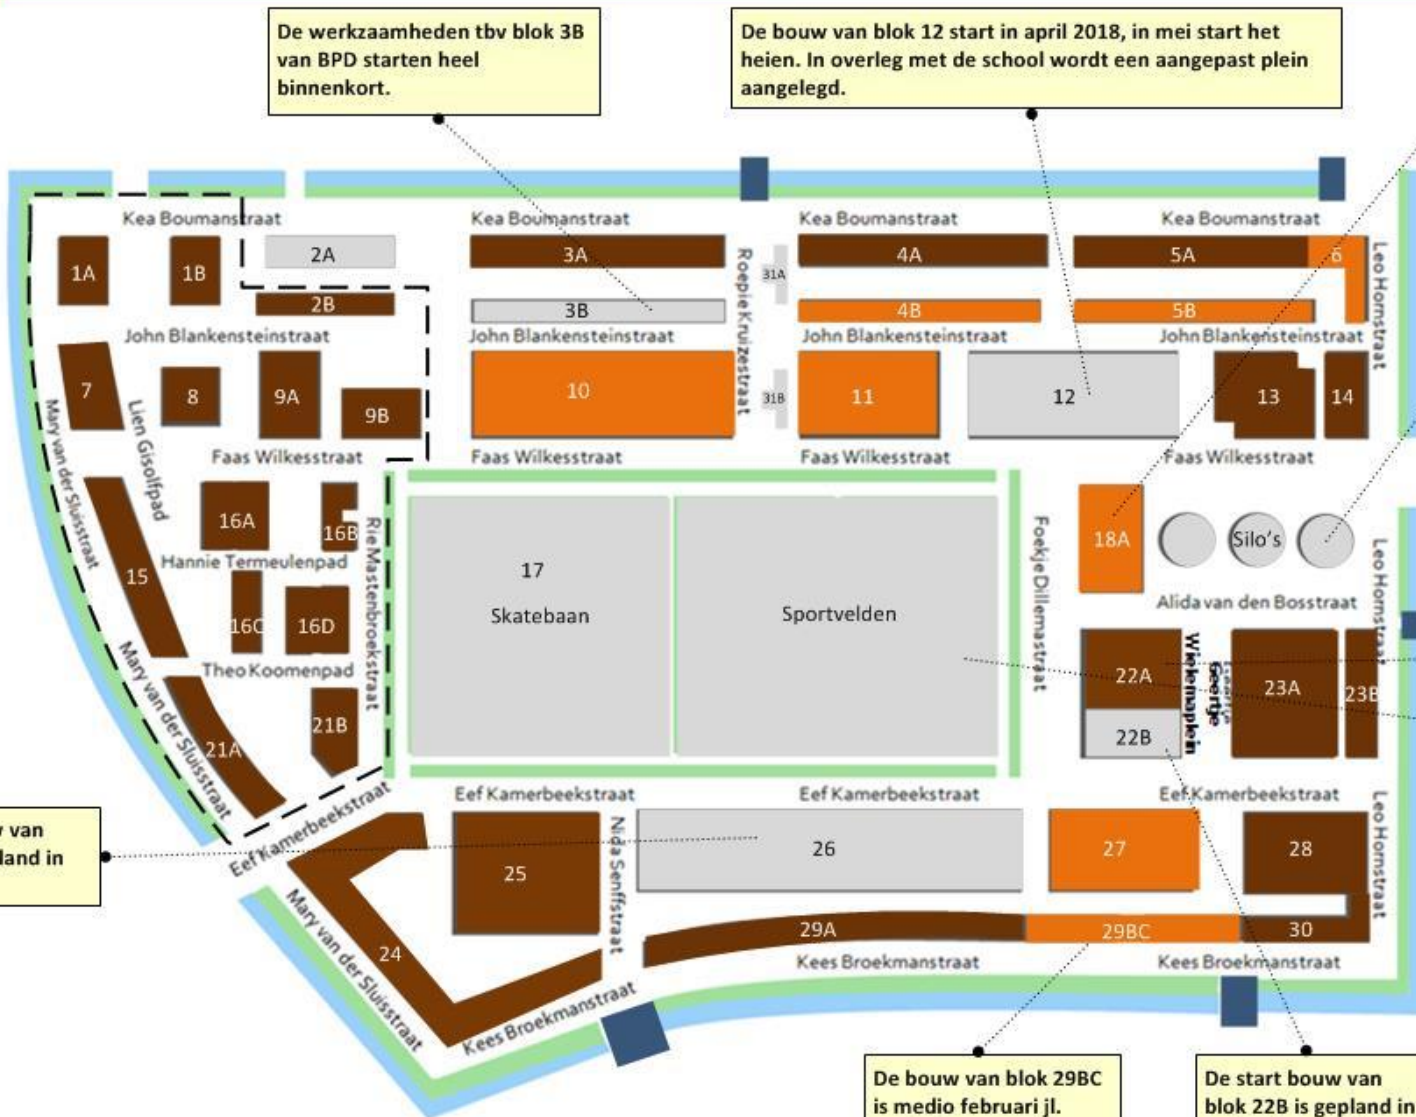 De werkzaamheden tbv blok 3B
van BPD starten heel
binnenkort.
De bouw van blok 12 start in april 2018, in mei start het
heien. In overleg met de school wordt een aangepast plein
aangelegd.
Kea Boumanstraat
Kea Boumanstraat
Kea Boumanstraat
Kea Boumanstraat
1A
1B
2A
3A
4A
5A
6
31A
2B
3B
4B
5B
Roepie Kruizestraat
Leo Hornstraat
John Blankensteinstraat
John Blankensteinstraat
John Blankensteinstraat
John Blankensteinstraat
7
8
9A
9B
10
31B
11
12
13
14
Lien Gisolfpad
Mary van der Sluisstraat
Faas Wilkesstraat
Faas Wilkesstraat
Faas Wilkesstraat
Faas Wilkesstraat
16A
16B
Rie Mastenbroekstraat
17
Skatebaan
Sportvelden
Foekje Dillemastraat
18A
Silo's
Leo Hornstraat
Hannie Termeulenpad
15
16C
16D
Alida van den Bosstraat
Theo Koomenpad
Mary van der Sluisstraat
21A
21B
22A
22B
Geertje
Wielemaplein
23A
23B
Eef Kamerbeekstraat
Eef Kamerbeekstraat
Eef Kamerbeekstraat
Eef Kamerbeekstraat
van
land in
24
25
Nida Senffstraat
26
27
28
Leo Hornstraat
29A
29BC
30
Mary van der Sluisstraat
Kees Broekmanstraat
Kees Broekmanstraat
Kees Broekmanstraat
De bouw van blok 29BC
is medio februari jl.
De start bouw van
blok 22B is gepland in